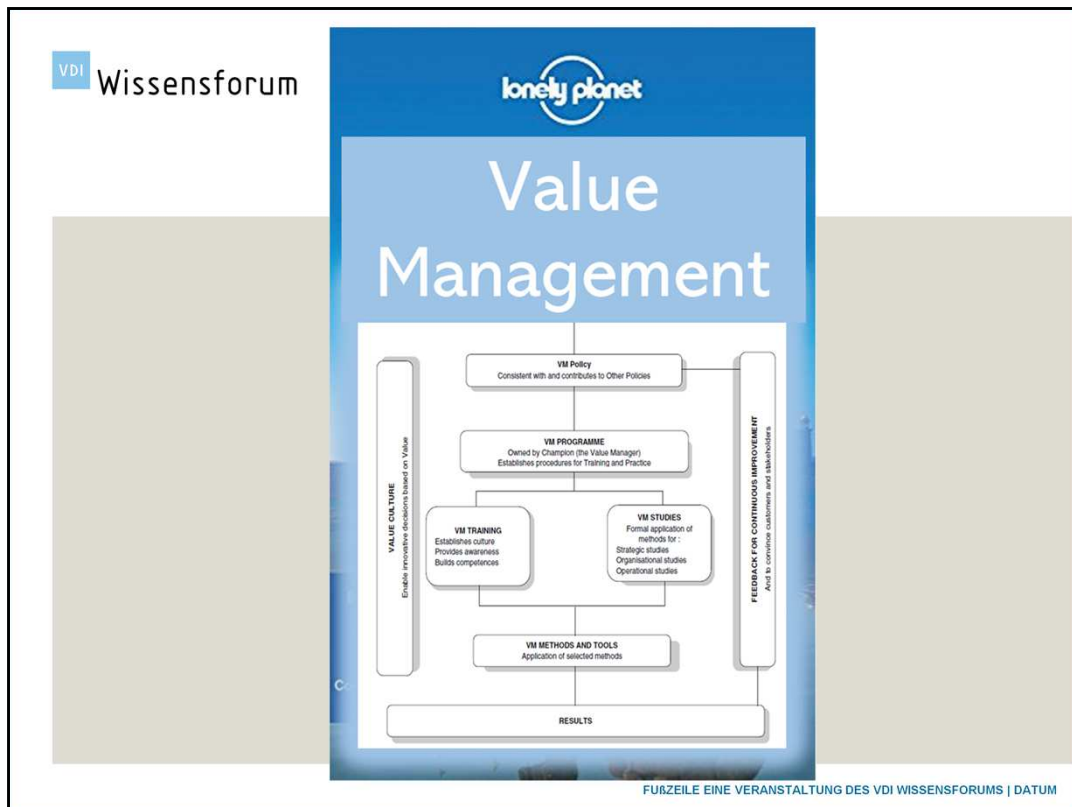 VDI Wissensforum
lonely planet
Value
Management
VM Policy
Consistent with and contributes to Other Policies
VM PROGRAMME
Owned by Champion (the Value Manager)
Establishes procedures for Training and Practice
VALUE CULTURE
Enable innovative decisions based on Value
VM TRAINING
Establishes culture
Provides awareness
Builds competences
VM STUDIES
Formal application of
methods for :
Strategic studies
Organisational studies
Operational studies
FEEDBACK FOR CONTINUOUS IMPROVEMENT
And to convince customers and stakeholders
VM METHODS AND TOOLS
Application of selected methods
RESULTS
FUßZEILE EINE VERANSTALTUNG DES VDI WISSENSFORUMS | DATUM